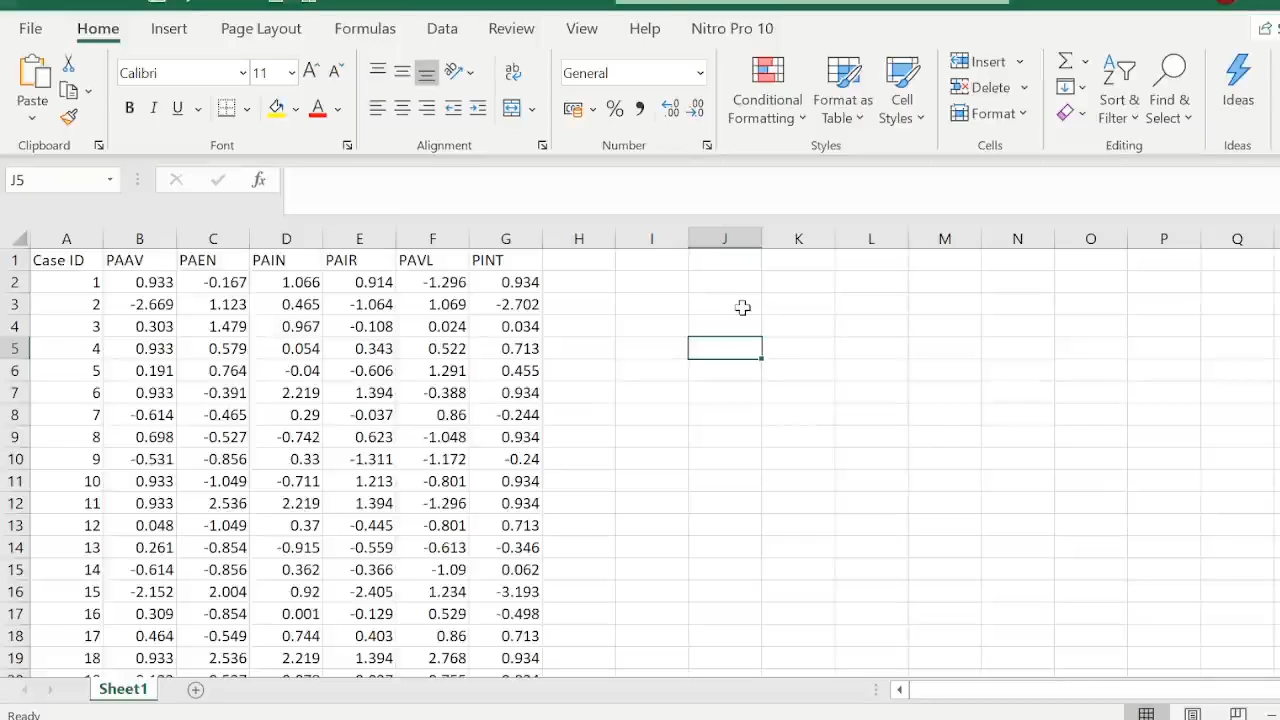 File Home Insert Page Layout Formulas Data Review View Help Nitro Pro 10
Calibri 11 General Insert
Paste Delete
Conditional Format as Cell Sort & Find & Ideas
Formatting Table Styles Format Filter Select
Clipboard Font Alignment Number Styles Cells Editing Ideas
J5 fx
A B C D E F G H I J K L M N O P Q
1 Case ID PAAV PAEN PAIN PAIR PAVL PINT
2 1 0.933 -0.167 1.066 0.914 -1.296 0.934
3 2 -2.669 1.123 0.465 -1.064 1.069 -2.702
4 3 0.303 1.479 0.967 -0.108 0.024 0.034
5 4 0.933 0.579 0.054 0.343 0.522 0.713
6 5 0.191 0.764 -0.04 -0.606 1.291 0.455
7 6 0.933 -0.391 2.219 1.394 -0.388 0.934
8 7 -0.614 -0.465 0.29 -0.037 0.86 -0.244
9 8 0.698 -0.527 -0.742 0.623 -1.048 0.934
10 9 -0.531 -0.856 0.33 -1.311 -1.172 -0.24
11 10 0.933 -1.049 -0.711 1.213 -0.801 0.934
12 11 0.933 2.536 2.219 1.394 -1.296 0.934
13 12 0.048 -1.049 0.37 -0.445 -0.801 0.713
14 13 0.261 -0.854 -0.915 -0.559 -0.613 -0.346
15 14 -0.614 -0.856 0.362 -0.366 -1.09 0.062
16 15 -2.152 2.004 0.92 -2.405 1.234 -3.193
17 16 0.309 -0.854 0.001 -0.129 0.529 -0.498
18 17 0.464 -0.549 0.744 0.403 0.86 0.713
19 18 0.933 2.536 2.219 1.394 2.768 0.934
Sheet1
Ready